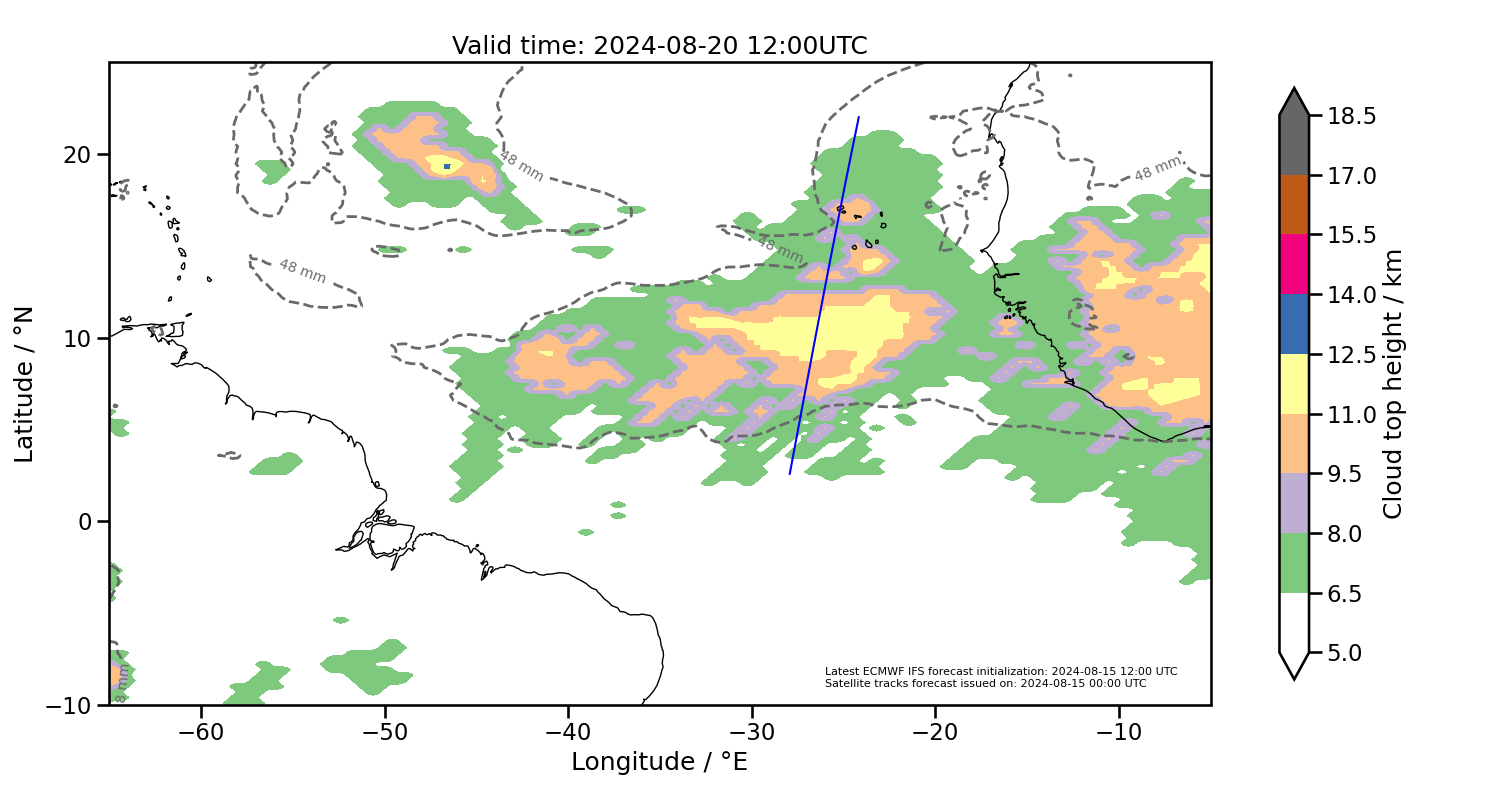 Valid time: 2024-08-20 12:00UTC
Latitude / °N
20
10
0
−10
48 mm
48 mm
48 mm
48 mm
8 mm
Latest ECMWF IFS forecast initialization: 2024-08-15 12:00 UTC
Satellite tracks forecast issued on: 2024-08-15 00:00 UTC
−60
−50
−40
−30
−20
−10
Longitude / °E
18.5
17.0
15.5
14.0
12.5
11.0
9.5
8.0
6.5
5.0
Cloud top height / km